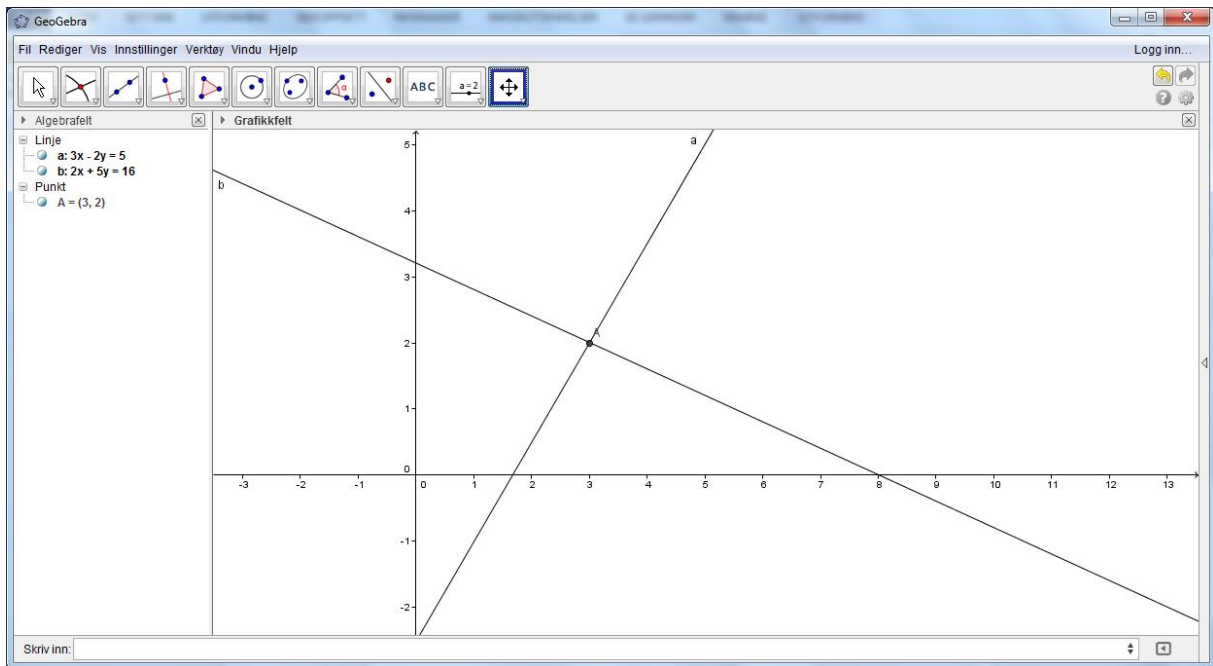 GeoGebra
Fil Rediger Vis Innstillinger Verktøy Vindu Hjelp
Logg inn...
ABC
a=2
α
Algebrafelt
Grafikkfelt
Linje
a: 3x - 2y = 5
b: 2x + 5y = 16
Punkt
A = (3, 2)
a
b
A
5
4
3
2
1
0
-1
-2
-3
-2
-1
0
1
2
3
4
5
6
7
8
9
10
11
12
13
Skriv inn: